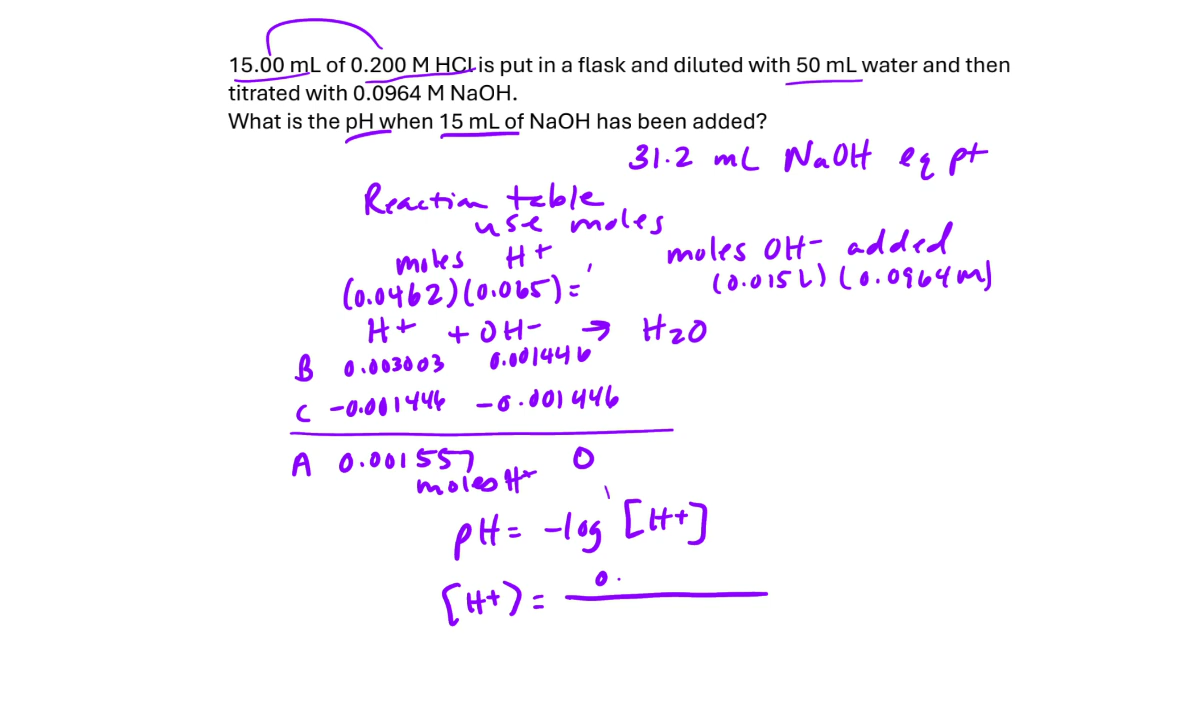 15.00 mL of 0.200 M HCl is put in a flask and diluted with 50 mL water and then
titrated with 0.0964 M NaOH.
What is the pH when 15 mL of NaOH has been added?
31.2 mL NaOH eq pt
Reaction table
use moles
moles H+
moles OH- added
(0.0462)(0.065) =
(0.015 L)(0.0964 M)
H+ + OH- → H2O
B 0.003003 0.001446
C -0.001446 -0.001446
A 0.001557 0
moles H+
pH = -log [H+]
[H+) = 0.